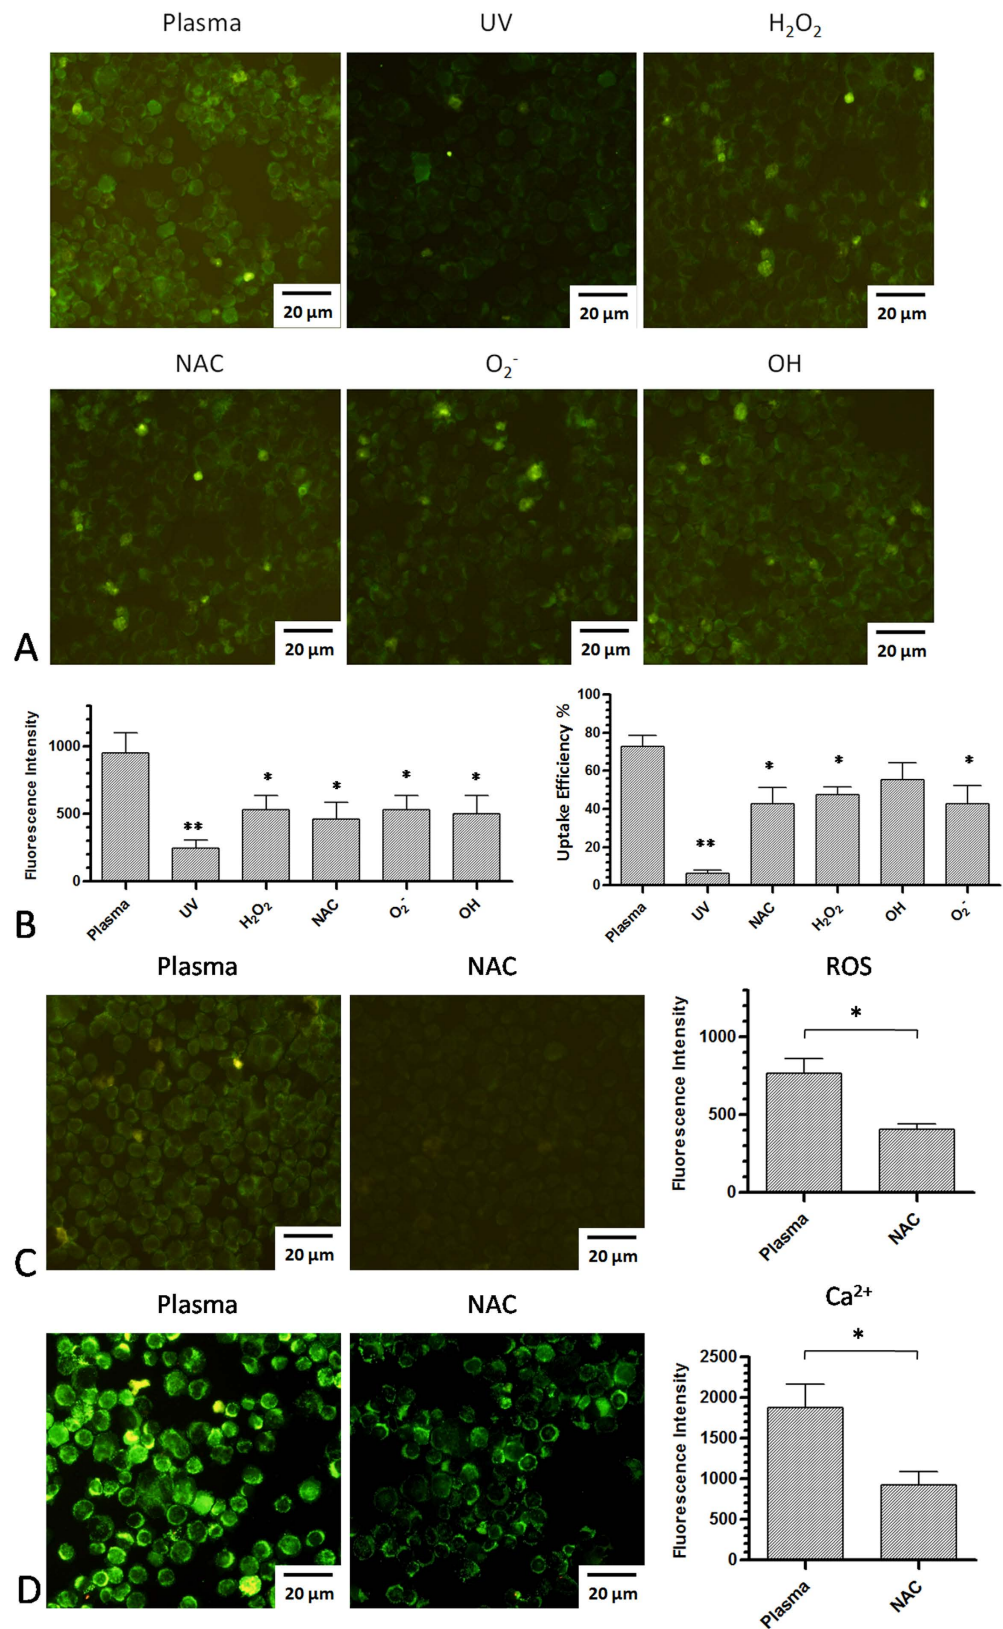 Plasma UV H₂O₂
20 µm 20 µm 20 µm
NAC O₂⁻ OH
20 µm 20 µm 20 µm
A
Fluorescence Intensity
1000
500
0
** * * * *
Plasma UV H₂O₂ NAC O₂⁻ OH
Uptake Efficiency %
100
80
60
40
20
0
** * * *
Plasma UV NAC H₂O₂ OH O₂⁻
B
Plasma NAC ROS
20 µm 20 µm
Fluorescence Intensity
1000
500
0
*
Plasma NAC
C
Plasma NAC Ca²⁺
20 µm 20 µm
Fluorescence Intensity
2500
2000
1500
1000
500
0
*
Plasma NAC
D